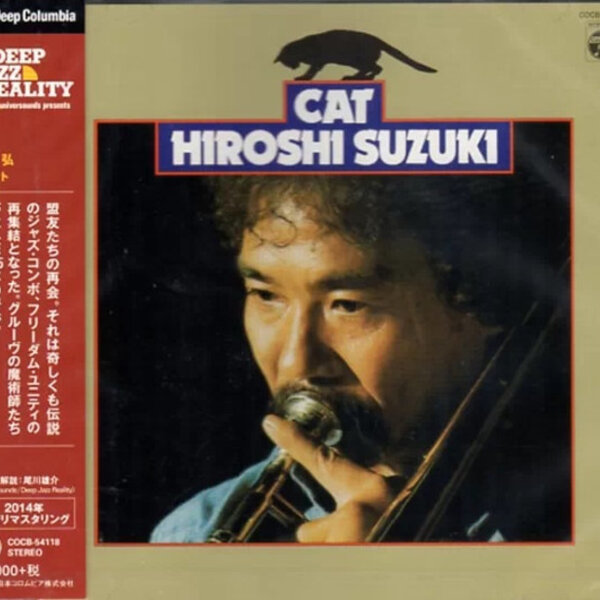 Deep Columbia
DEEP
JAZZ
REALITY
universounds presents
弘
ト
盟友たちの再会。それは奇しくも伝説
のジャズ・コンボ、フリーダム・ユニティの
再集結となった。グルーヴの魔術師たち
解説:尾川雄介
(universounds/Deep Jazz Reality)
2014年
リマスタリング
COCB-54118
STEREO
000+税
日本コロムビア株式会社
CAT
HIROSHI SUZUKI